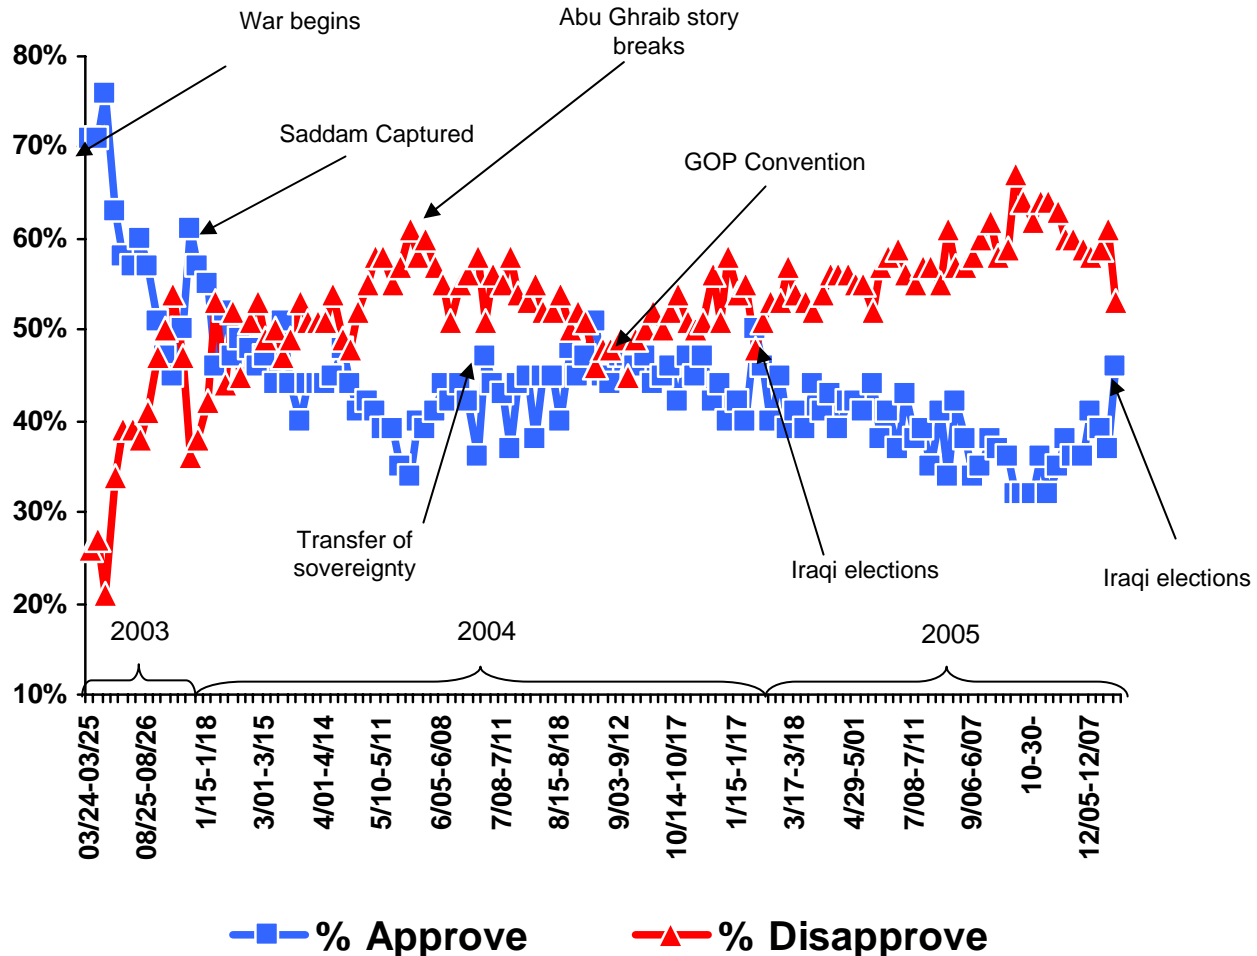 War begins
Abu Ghraib story
breaks
80%
Saddam Captured
70%
GOP Convention
60%
50%
40%
30%
Transfer of
sovereignty
Iraqi elections
Iraqi elections
20%
2003
2004
2005
10%
03/24-03/25
08/25-08/26
1/15-1/18
3/01-3/15
4/01-4/14
5/10-5/11
6/05-6/08
7/08-7/11
8/15-8/18
9/03-9/12
10/14-10/17
1/15-1/17
3/17-3/18
4/29-5/01
7/08-7/11
9/06-6/07
10-30-
12/05-12/07
% Approve
% Disapprove